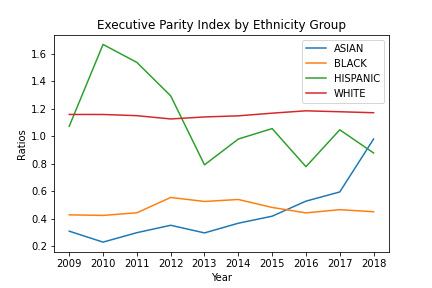 Executive Parity Index by Ethnicity Group
ASIAN
BLACK
HISPANIC
WHITE
Ratios
1.6
1.4
1.2
1.0
0.8
0.6
0.4
0.2
2009 2010 2011 2012 2013 2014 2015 2016 2017 2018
Year